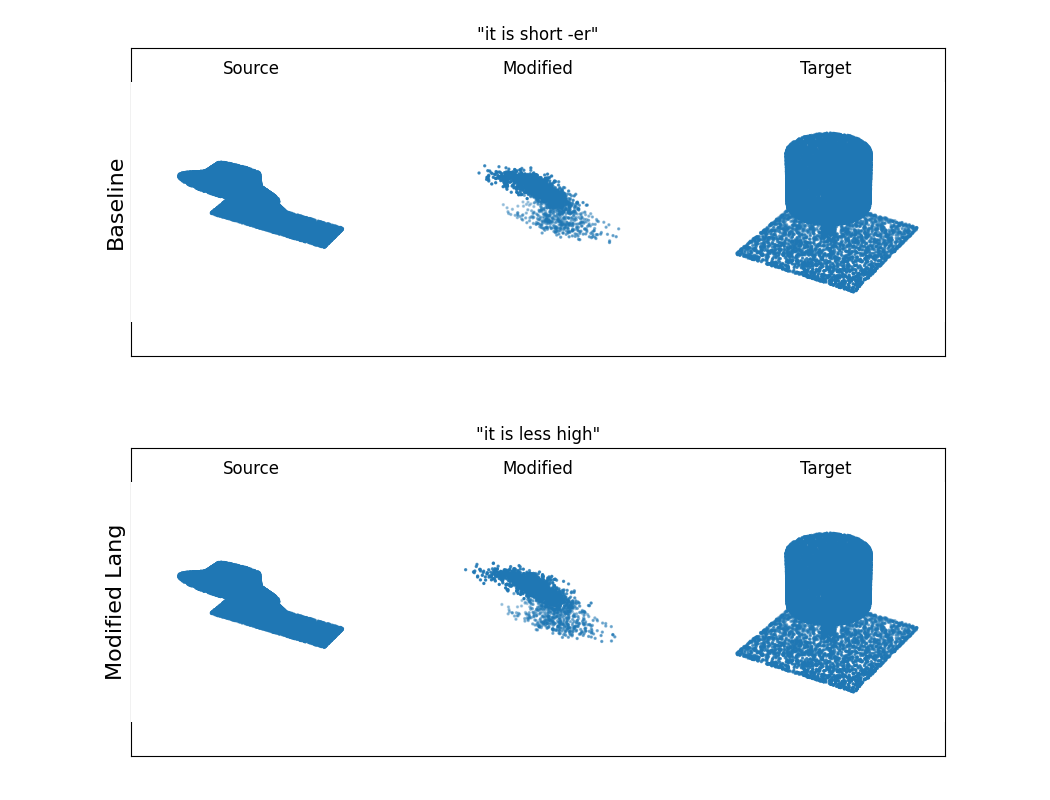 "it is short -er"
Source
Modified
Target
Baseline
"it is less high"
Source
Modified
Target
Modified Lang